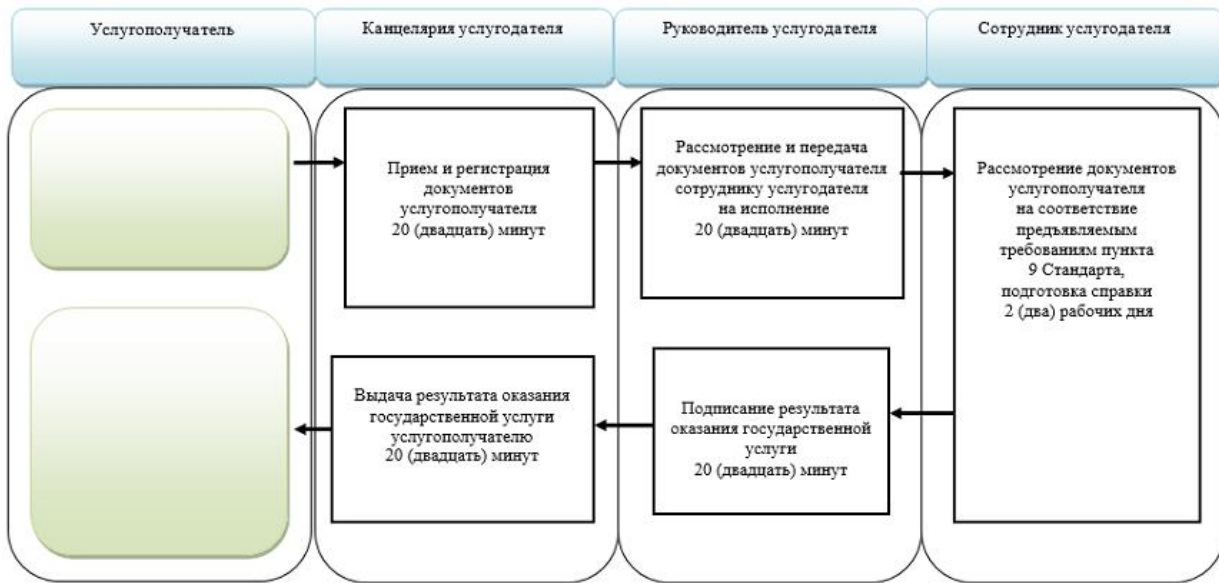 Услугополучатель
Канцелярия услугодателя
Руководитель услугодателя
Сотрудник услугодателя
Прием и регистрация
документов
услугополучателя
20 (двадцать) минут
Рассмотрение и передача
документов услугополучателя
сотруднику услугодателя
на исполнение
20 (двадцать) минут
Рассмотрение документов
услугополучателя
на соответствие
предъявляемым
требованиям пункта
9 Стандарта,
подготовка справки
2 (два) рабочих дня
Подписание результата
оказания государственной
услуги
20 (двадцать) минут
Выдача результата оказания
государственной услуги
услугополучателю
20 (двадцать) минут